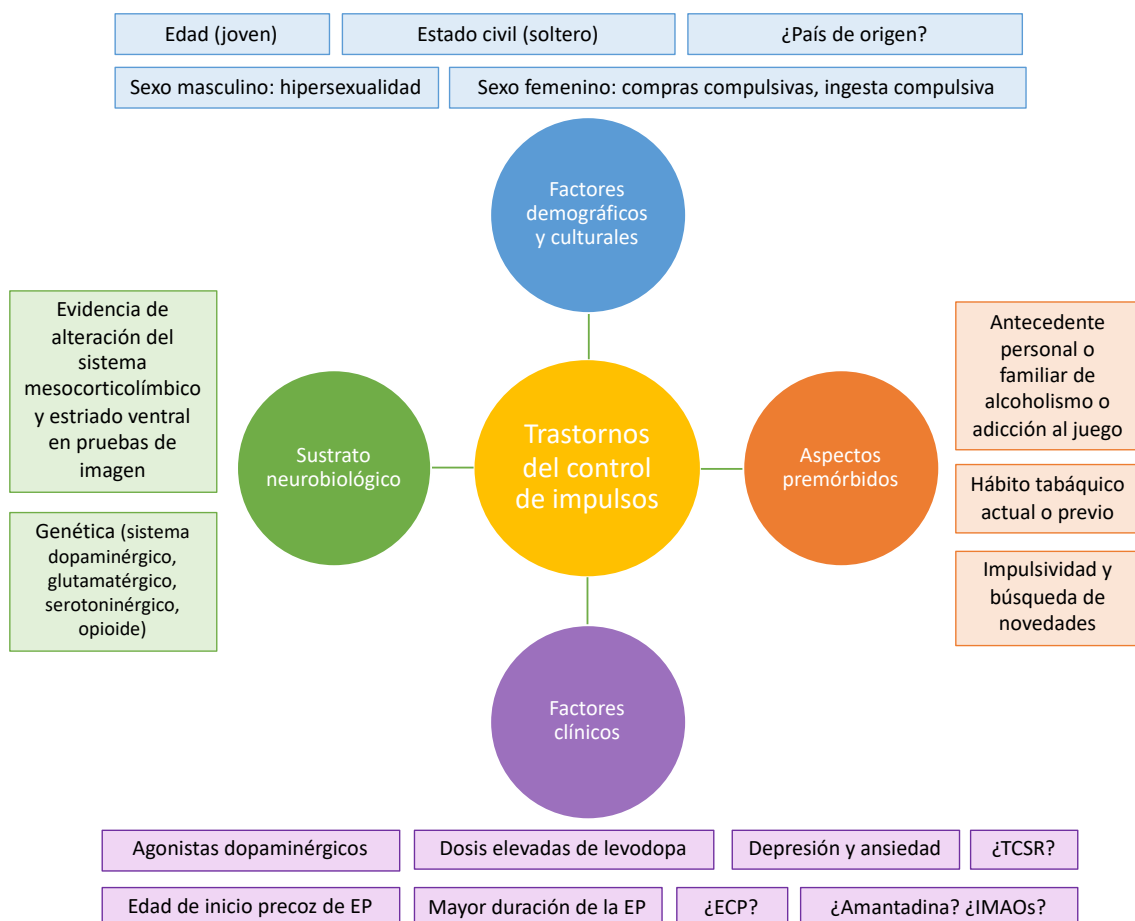 Edad (joven)
Estado civil (soltero)
¿País de origen?
Sexo masculino: hipersexualidad
Sexo femenino: compras compulsivas, ingesta compulsiva
Factores
demográficos
y culturales
Evidencia de
alteración del
sistema
mesocorticolímbico
y estriado ventral
en pruebas de
imagen
Genética (sistema
dopaminérgico,
glutamatérgico,
serotoninérgico,
opioide)
Sustrato
neurobiológico
Trastornos
del control
de impulsos
Aspectos
premórbidos
Antecedente
personal o
familiar de
alcoholismo o
adicción al juego
Hábito tabáquico
actual o previo
Impulsividad y
búsqueda de
novedades
Factores
clínicos
Agonistas dopaminérgicos
Dosis elevadas de levodopa
Depresión y ansiedad
¿TCSR?
Edad de inicio precoz de EP
Mayor duración de la EP
¿ECP?
¿Amantadina? ¿IMAOs?